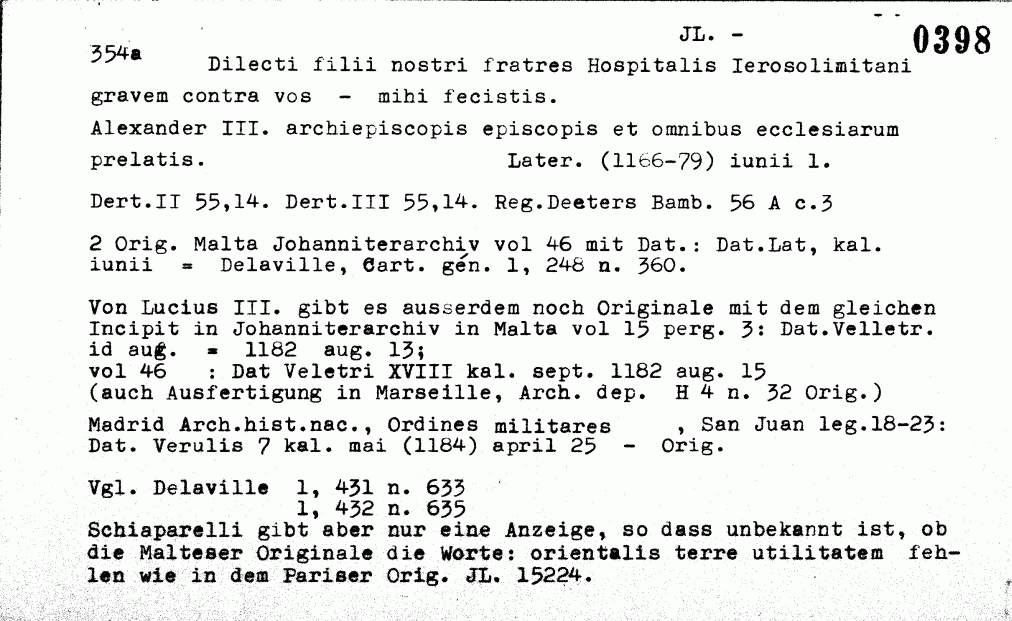 JL. - 0398
354a
Dilecti filii nostri fratres Hospitalis Ierosolimitani
gravem contra vos - mihi fecistis.
Alexander III. archiepiscopis episcopis et omnibus ecclesiarum
prelatis. Later. (1166-79) iunii 1.
Dert.II 55,14. Dert.III 55,14. Reg.Deeters Bamb. 56 A c.3
2 Orig. Malta Johanniterarchiv vol 46 mit Dat.: Dat.Lat, kal.
iunii = Delaville, Cart. gén. 1, 248 n. 360.
Von Lucius III. gibt es ausserdem noch Originale mit dem gleichen
Incipit in Johanniterarchiv in Malta vol 15 perg. 3: Dat.Velletr.
id aug. = 1182 aug. 13;
vol 46 : Dat Veletri XVIII kal. sept. 1182 aug. 15
(auch Ausfertigung in Marseille, Arch. dep. H 4 n. 32 Orig.)
Madrid Arch.hist.nac., Ordines militares , San Juan leg.18-23:
Dat. Verulis 7 kal. mai (1184) april 25 - Orig.
Vgl. Delaville 1, 431 n. 633
1, 432 n. 635
Schiaparelli gibt aber nur eine Anzeige, so dass unbekannt ist, ob
die Malteser Originale die Worte: orientalis terre utilitatem feh-
len wie in dem Pariser Orig. JL. 15224.